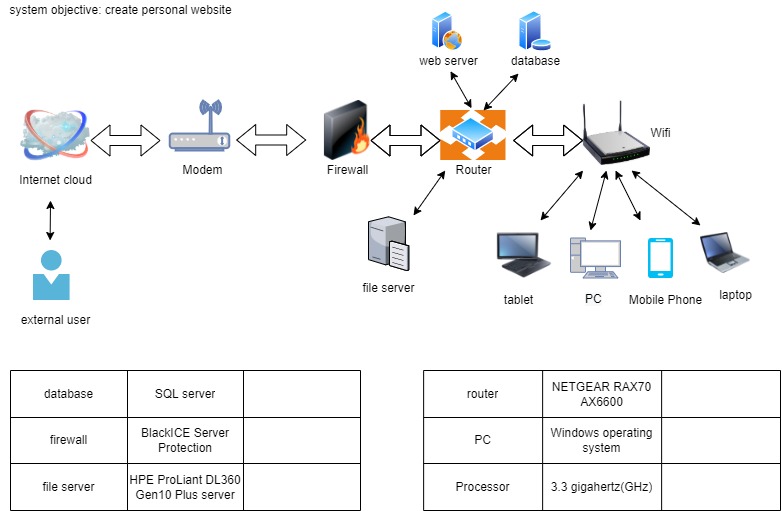 system objective: create personal website
web server
database
Wifi
Internet cloud
Modem
Firewall
Router
file server
external user
tablet
PC
Mobile Phone
laptop
database
SQL server
firewall
BlackICE Server
Protection
file server
HPE ProLiant DL360
Gen10 Plus server
router
NETGEAR RAX70
AX6600
PC
Windows operating
system
Processor
3.3 gigahertz(GHz)